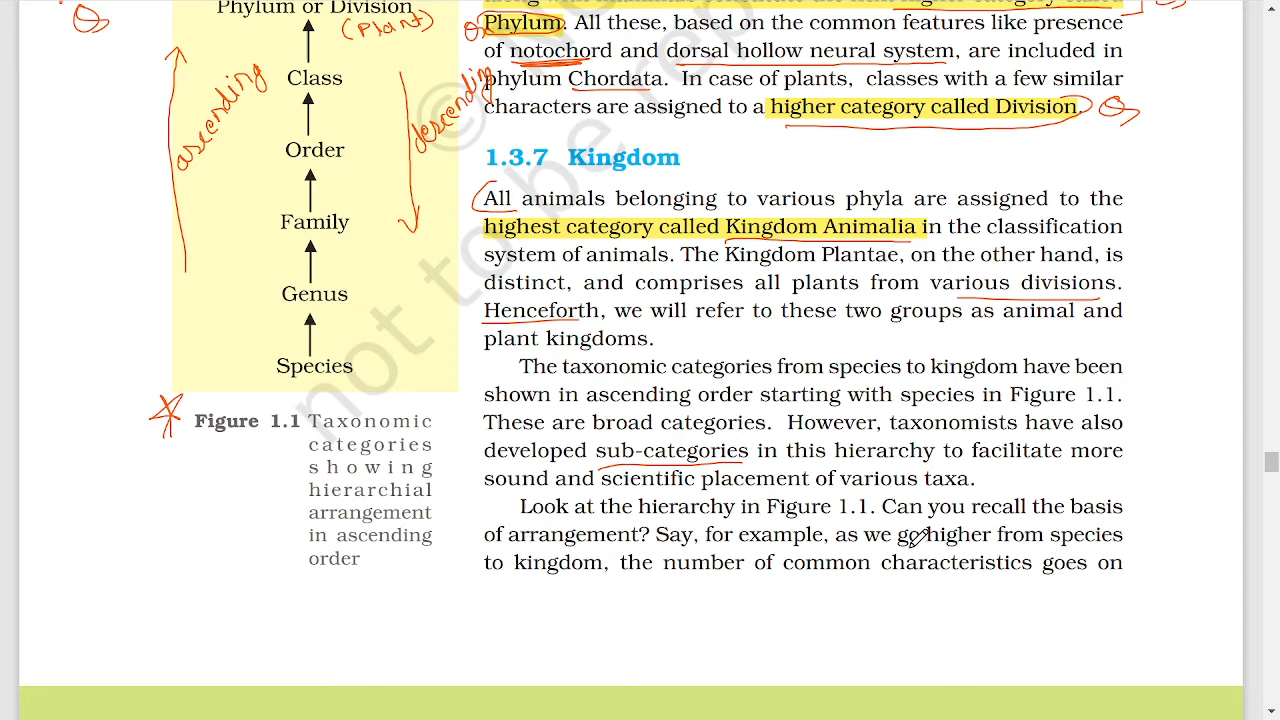 Phylum or Division
(Plant)
Class
Order
Family
Genus
Species
ascending
descending
Figure 1.1 Taxonomic
categories
showing
hierarchial
arrangement
in ascending
order
Phylum. All these, based on the common features like presence
of notochord and dorsal hollow neural system, are included in
phylum Chordata. In case of plants, classes with a few similar
characters are assigned to a higher category called Division.
1.3.7 Kingdom
All animals belonging to various phyla are assigned to the
highest category called Kingdom Animalia in the classification
system of animals. The Kingdom Plantae, on the other hand, is
distinct, and comprises all plants from various divisions.
Henceforth, we will refer to these two groups as animal and
plant kingdoms.
The taxonomic categories from species to kingdom have been
shown in ascending order starting with species in Figure 1.1.
These are broad categories. However, taxonomists have also
developed sub-categories in this hierarchy to facilitate more
sound and scientific placement of various taxa.
Look at the hierarchy in Figure 1.1. Can you recall the basis
of arrangement? Say, for example, as we go higher from species
to kingdom, the number of common characteristics goes on